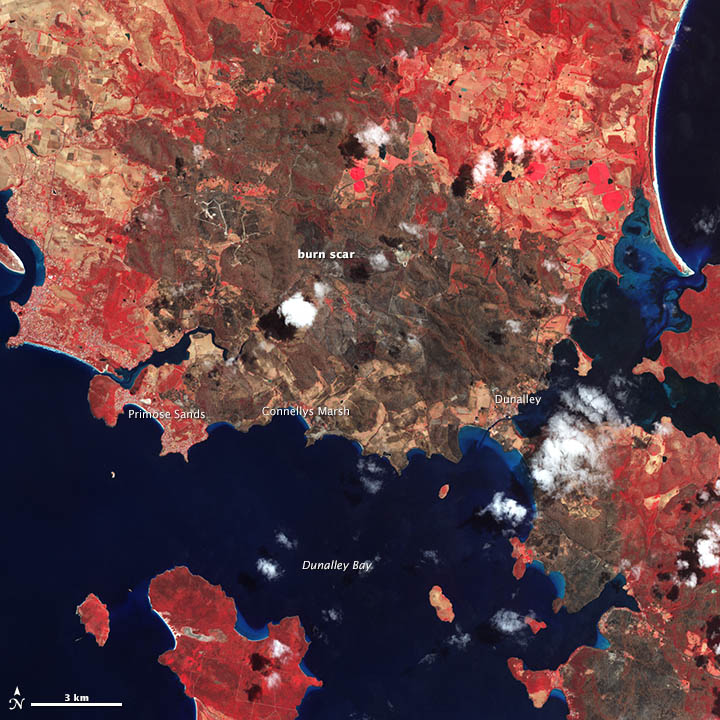 burn scar
Dunalley
Connellys Marsh
Primose Sands
Dunalley Bay
N
3 km